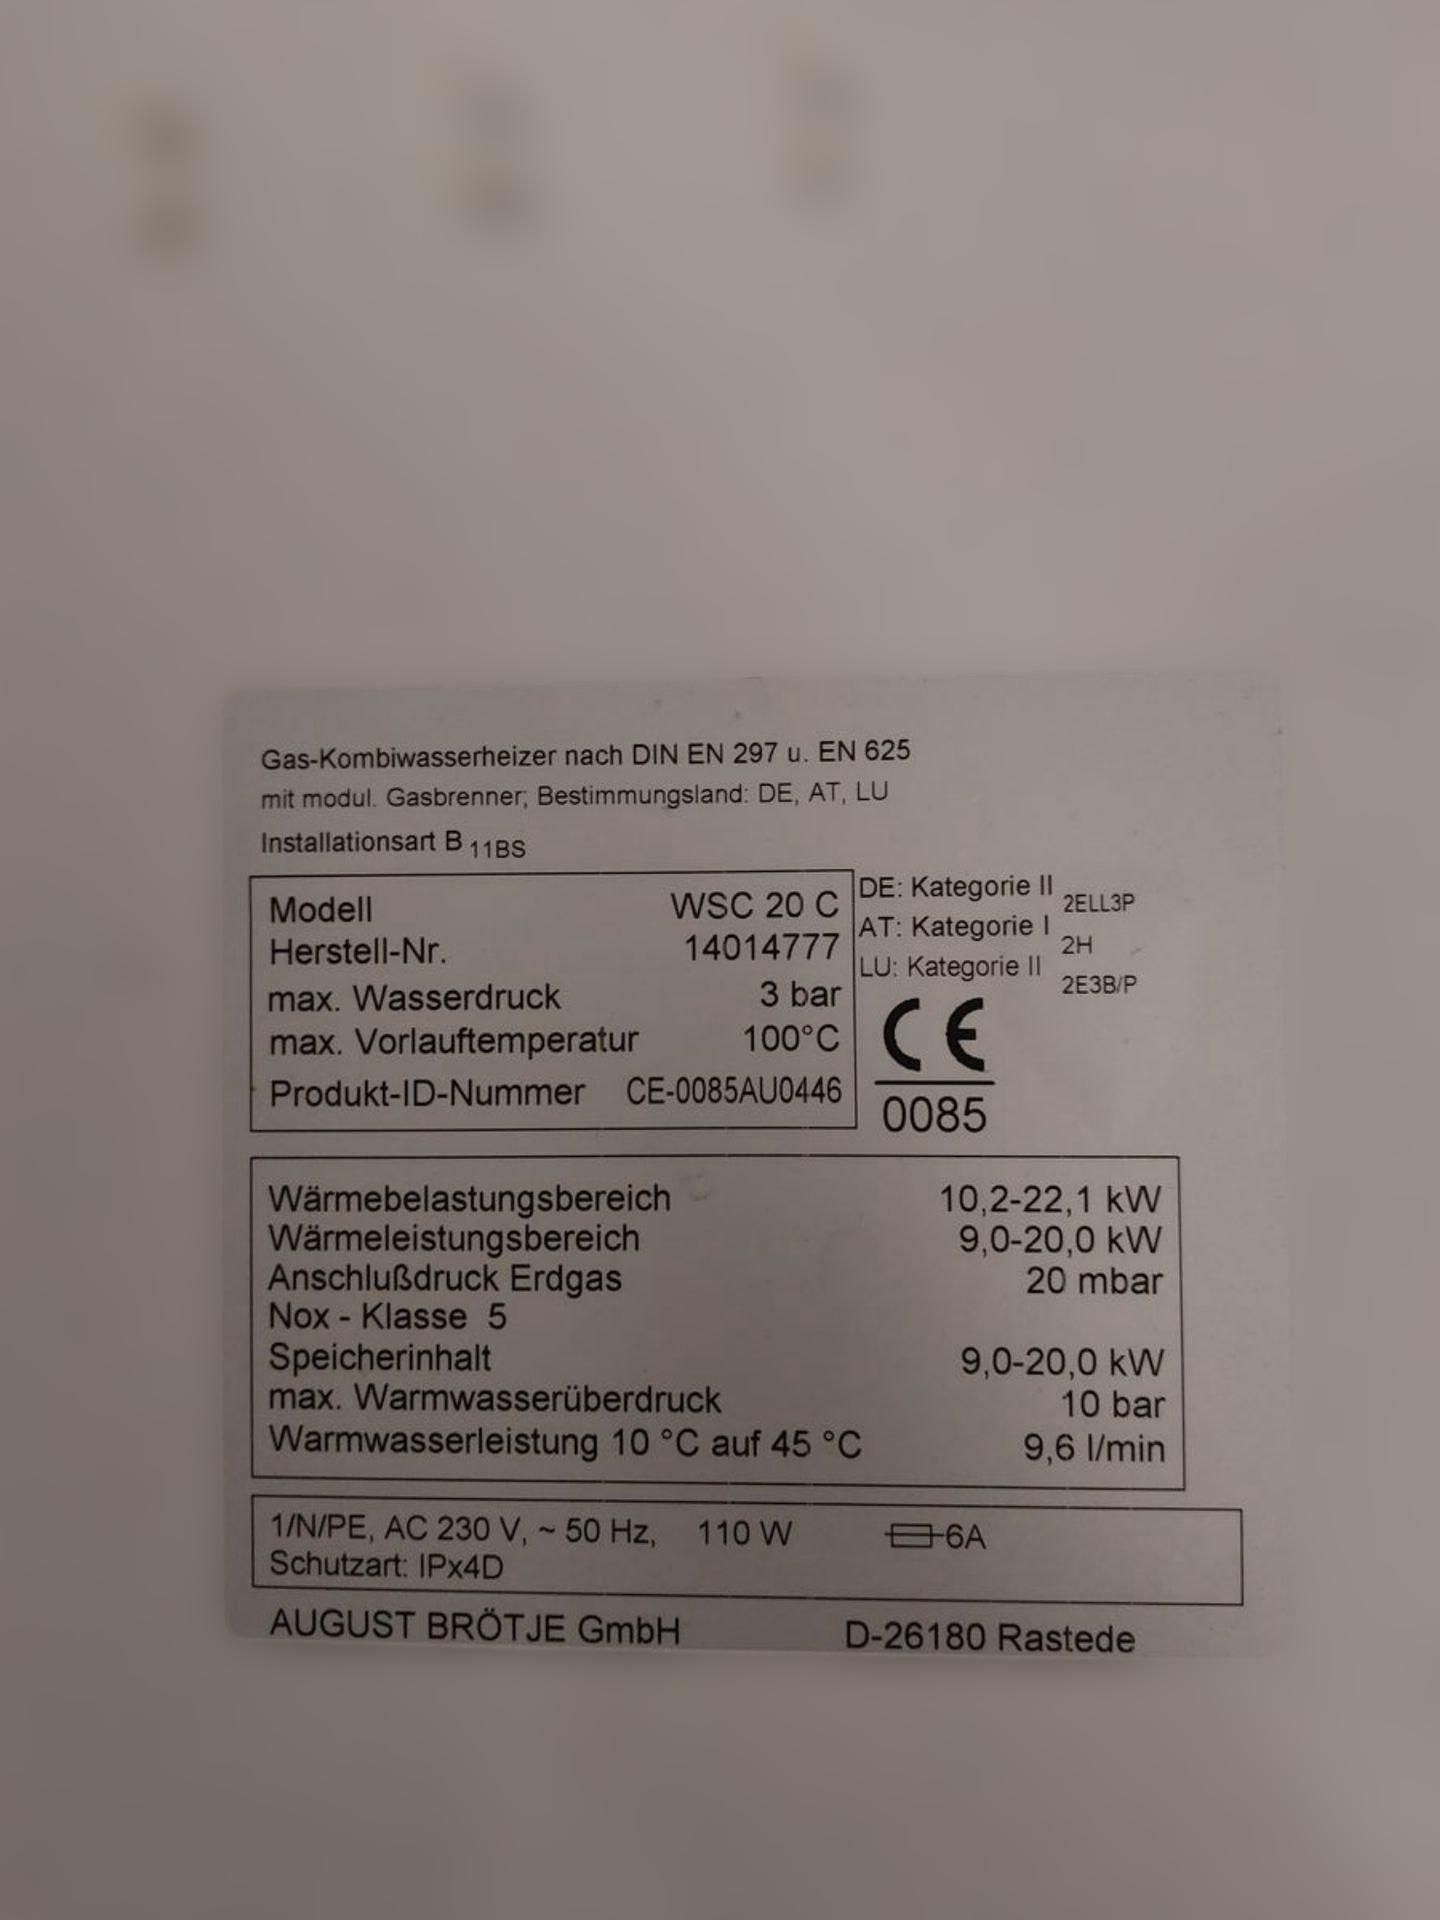 Gas-Kombiwasserheizer nach DIN EN 297 u. EN 625
mit modul. Gasbrenner; Bestimmungsland: DE, AT, LU
Installationsart B 11BS
Modell WSC 20 C
Herstell-Nr. 14014777
max. Wasserdruck 3 bar
max. Vorlauftemperatur 100°C
Produkt-ID-Nummer CE-0085AU0446
DE: Kategorie II 2ELL3P
AT: Kategorie I 2H
LU: Kategorie II 2E3B/P
CE
0085
Wärmebelastungsbereich 10,2-22,1 kW
Wärmeleistungsbereich 9,0-20,0 kW
Anschlußdruck Erdgas 20 mbar
Nox - Klasse 5
Speicherinhalt 9,0-20,0 kW
max. Warmwasserüberdruck 10 bar
Warmwasserleistung 10 °C auf 45 °C 9,6 l/min
1/N/PE, AC 230 V, ~ 50 Hz, 110 W 6A
Schutzart: IPx4D
AUGUST BRÖTJE GmbH D-26180 Rastede